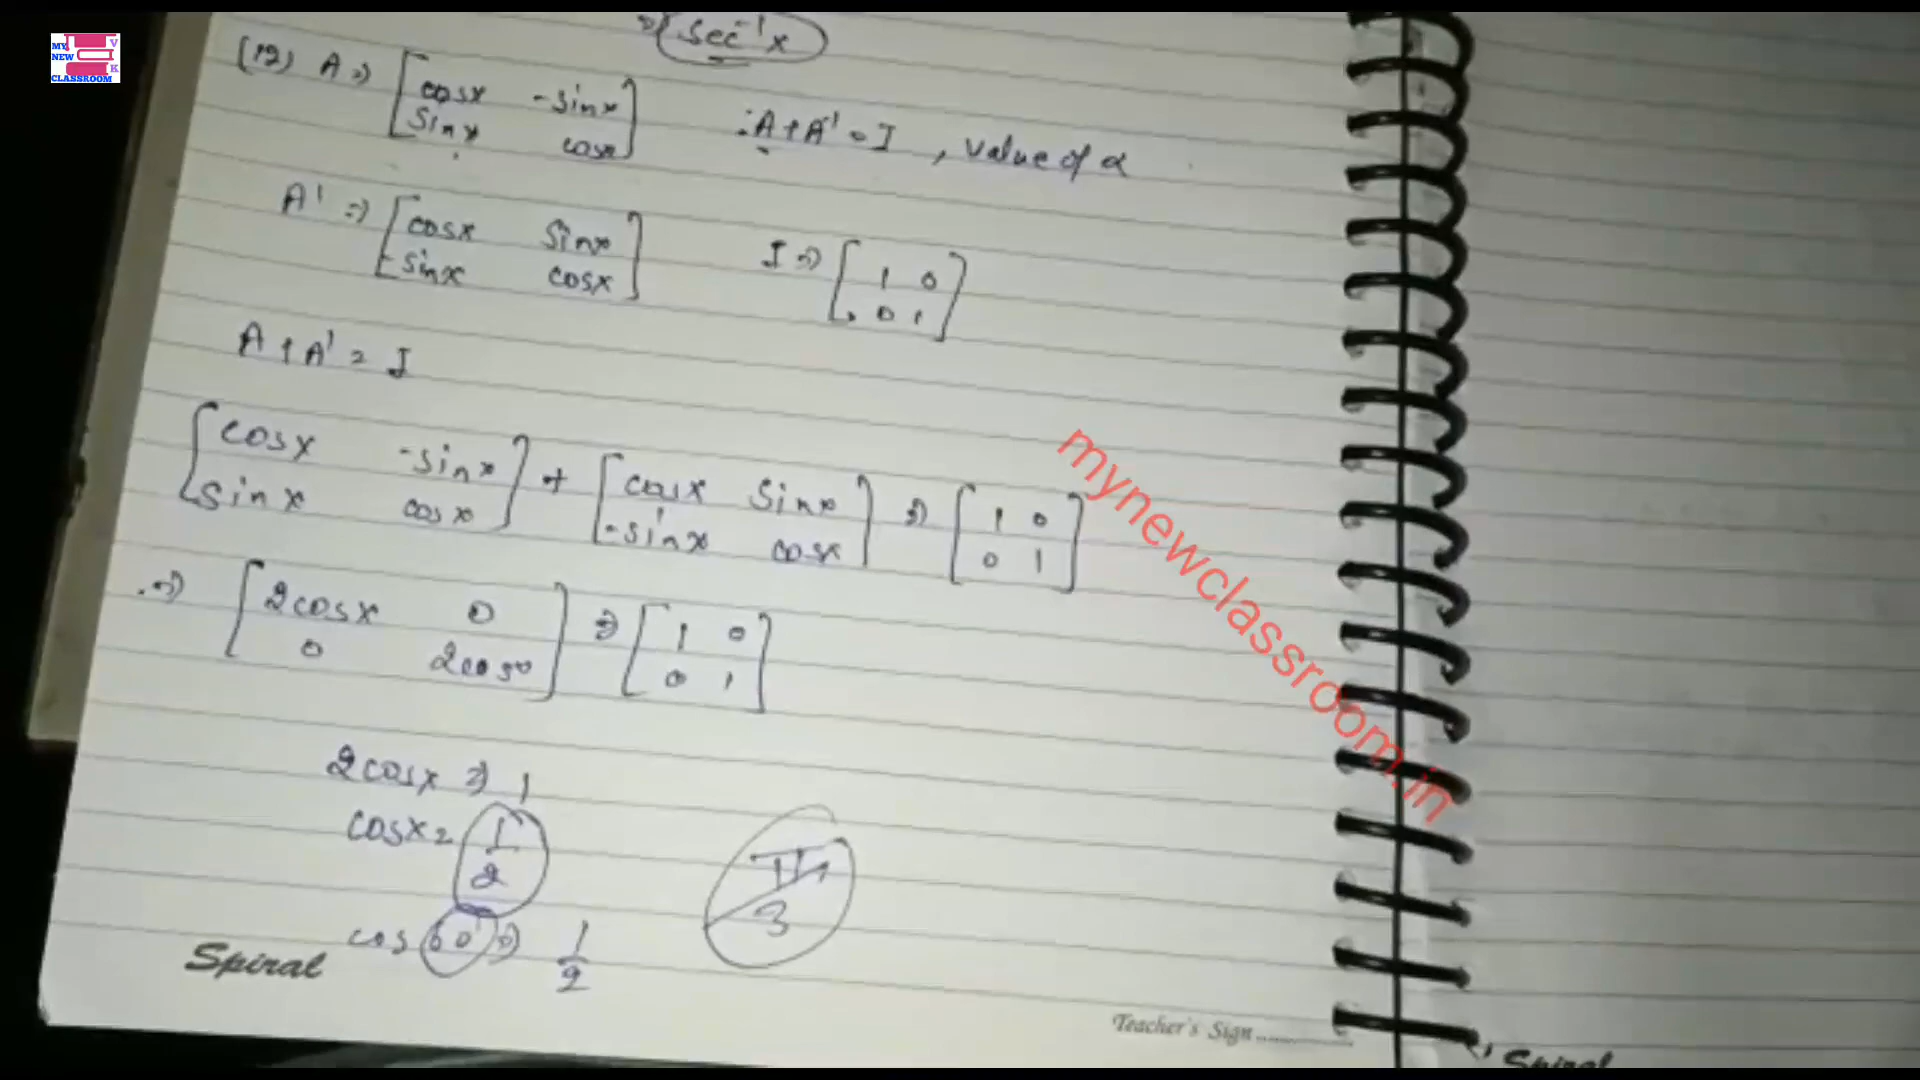 MY NEW CLASSROOM VK
⇒ sec⁻¹x
(12) A ⇒ [cosx -sinx
sinx cosx] ∴ A + A' = I, value of α
A' ⇒ [cosx sinx
-sinx cosx] I ⇒ [1 0
0 1]
A + A' = I
[cosx -sinx
sinx cosx] + [cosx sinx
-sinx cosx] ⇒ [1 0
0 1]
⇒ [2cosx 0
0 2cosx] ⇒ [1 0
0 1]
2cosx ⇒ 1
cosx = 1/2
π/3
cos 60° ⇒ 1/2
Spiral
Teacher's Sign..........
Spiral
mynewclassroom.in